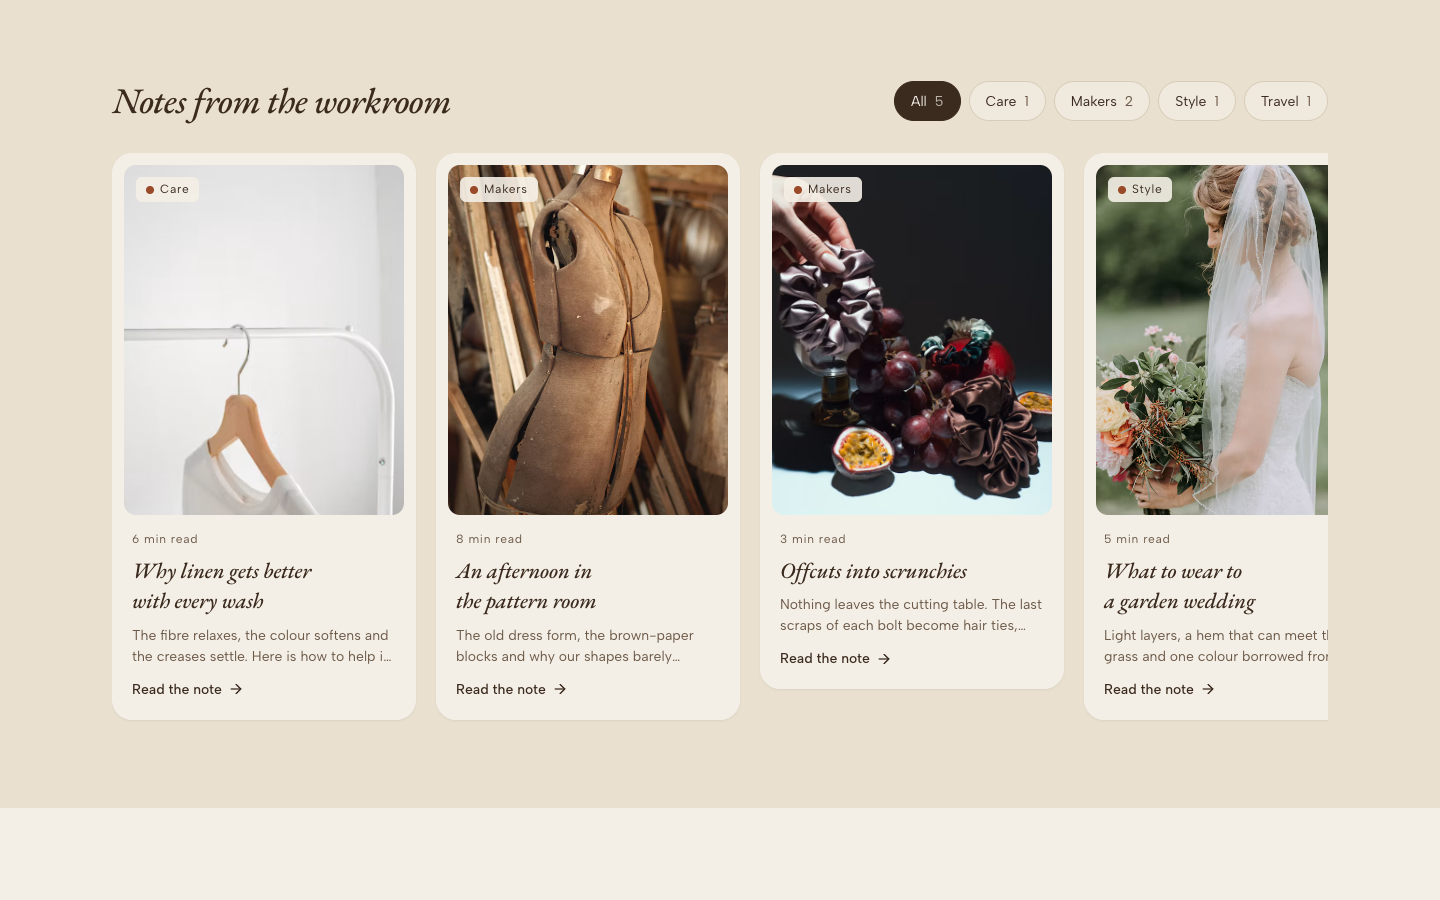 Notes from the workroom
All 5
Care 1
Makers 2
Style 1
Travel 1
Care
6 min read
Why linen gets better
with every wash
The fibre relaxes, the colour softens and
the creases settle. Here is how to help i…
Read the note
Makers
8 min read
An afternoon in
the pattern room
The old dress form, the brown-paper
blocks and why our shapes barely…
Read the note
Makers
3 min read
Offcuts into scrunchies
Nothing leaves the cutting table. The last
scraps of each bolt become hair ties,…
Read the note
Style
5 min read
What to wear to
a garden wedding
Light layers, a hem that can meet
grass and one colour borrowed
Read the note